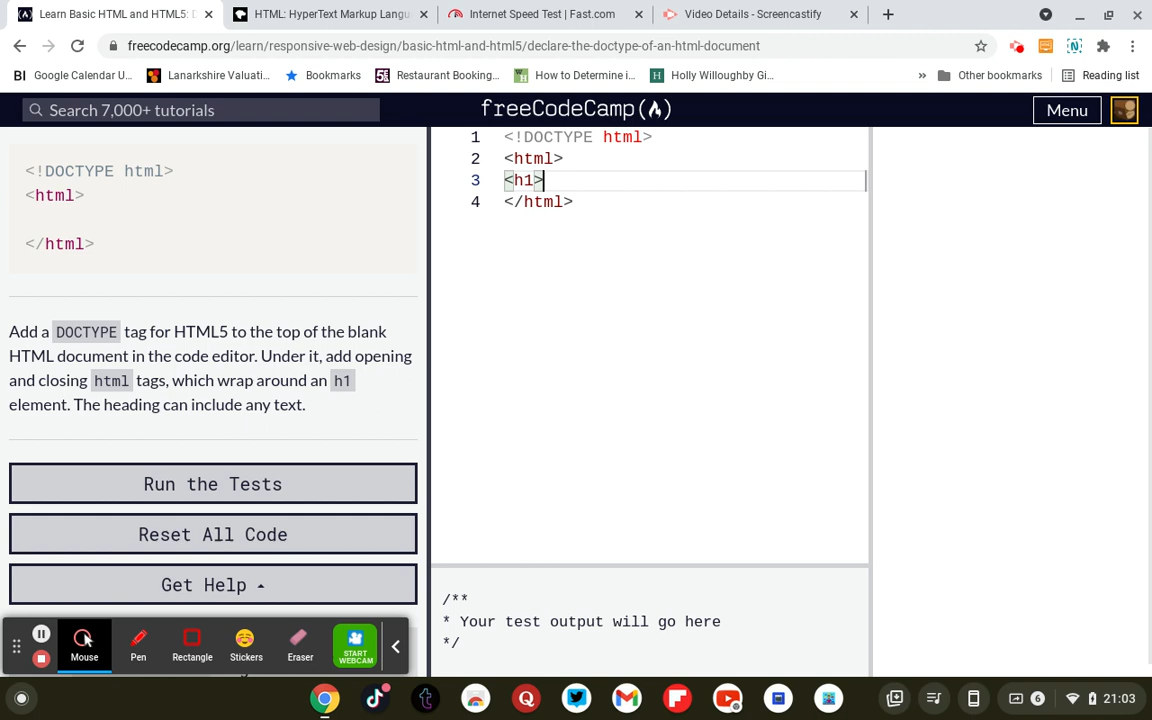 Learn Basic HTML and HTML5: D
HTML: HyperText Markup Langu
Internet Speed Test | Fast.com
Video Details - Screencastify
freecodecamp.org/learn/responsive-web-design/basic-html-and-html5/declare-the-doctype-of-an-html-document
BI Google Calendar U... Lanarkshire Valuati... Bookmarks Restaurant Booking... How to Determine i... H Holly Willoughby Gi... » Other bookmarks Reading list
Search 7,000+ tutorials
freeCodeCamp
Menu
<!DOCTYPE html>
<html>
</html>
Add a DOCTYPE tag for HTML5 to the top of the blank
HTML document in the code editor. Under it, add opening
and closing html tags, which wrap around an h1
element. The heading can include any text.
Run the Tests
Reset All Code
Get Help
1 <!DOCTYPE html>
2 <html>
3 <h1>
4 </html>
/**
* Your test output will go here
*/
Mouse Pen Rectangle Stickers Eraser START
WEBCAM
6 21:03